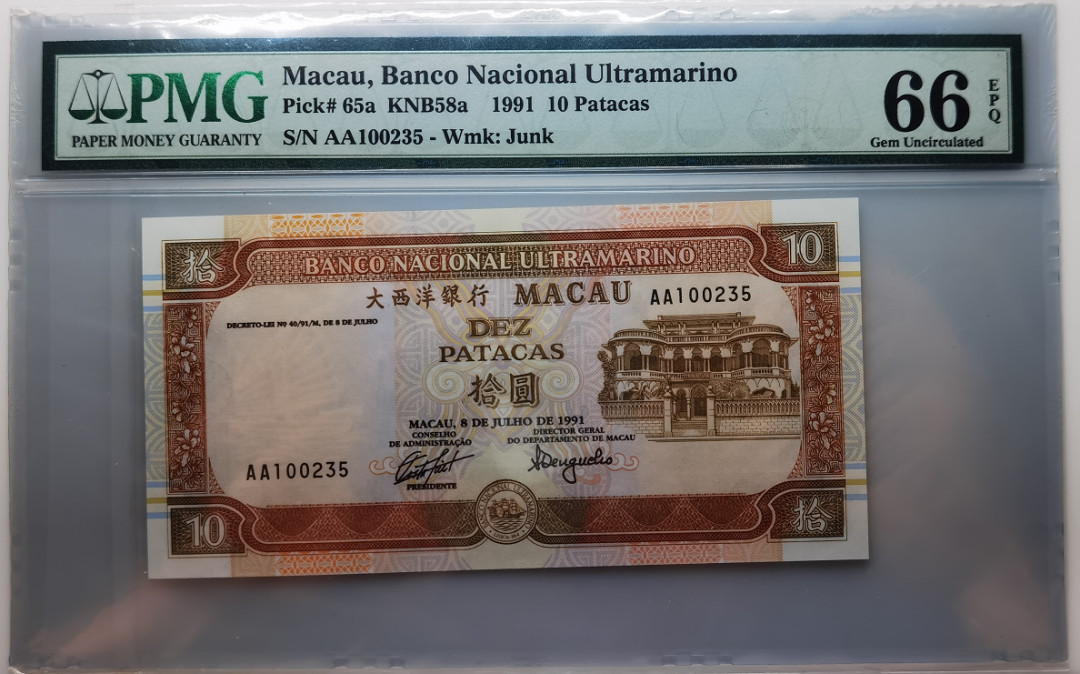 PMG
PAPER MONEY GUARANTY
Macau, Banco Nacional Ultramarino
Pick# 65a KNB58a 1991 10 Patacas
S/N AA100235 - Wmk: Junk
66
EPQ
Gem Uncirculated
拾
10
BANCO NACIONAL ULTRAMARINO
大西洋銀行 MACAU AA100235
DECRETO-LEI Nº 40/91/M, DE 8 DE JULHO
DEZ
PATACAS
拾圓
MACAU, 8 DE JULHO DE 1991
CONSELHO
DE ADMINISTRAÇÃO
DIRECTOR GERAL
DO DEPARTAMENTO DE MACAU
AA100235
PRESIDENTE
10
拾